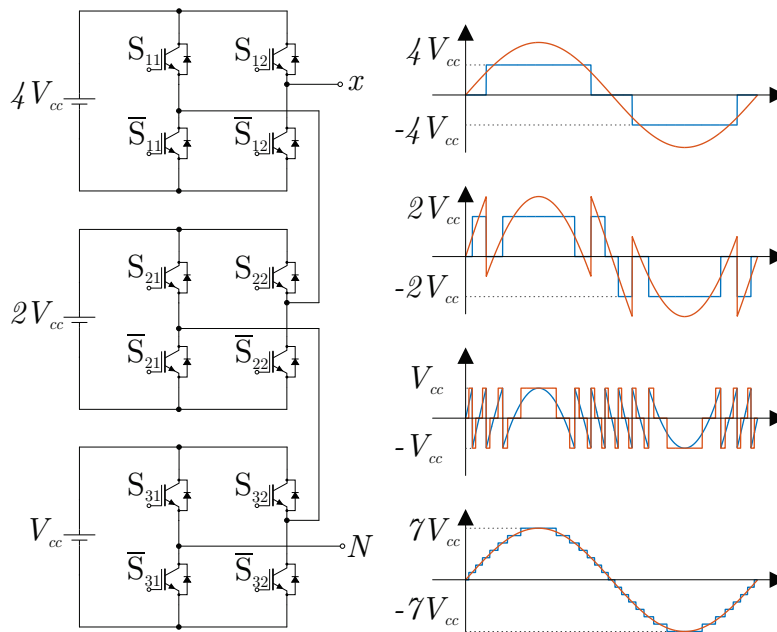 S11 S12
4Vcc
x
S̅11 S̅12
S21 S22
2Vcc
S̅21 S̅22
S31 S32
Vcc
N
S̅31 S̅32
4Vcc
-4Vcc
2Vcc
-2Vcc
Vcc
-Vcc
7Vcc
-7Vcc